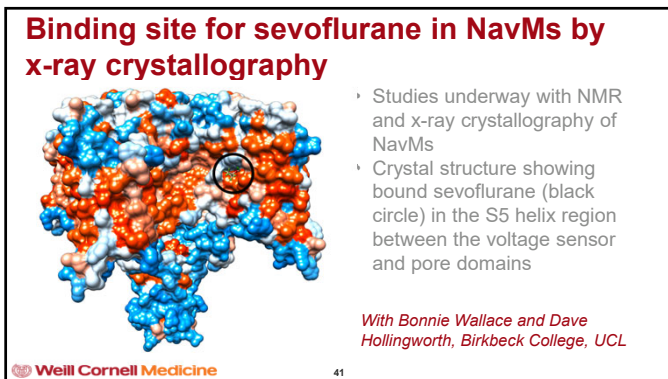 Binding site for sevoflurane in NavMs by
x-ray crystallography
Studies underway with NMR
and x-ray crystallography of
NavMs
Crystal structure showing
bound sevoflurane (black
circle) in the S5 helix region
between the voltage sensor
and pore domains
With Bonnie Wallace and Dave
Hollingworth, Birkbeck College, UCL
Weill Cornell Medicine
41